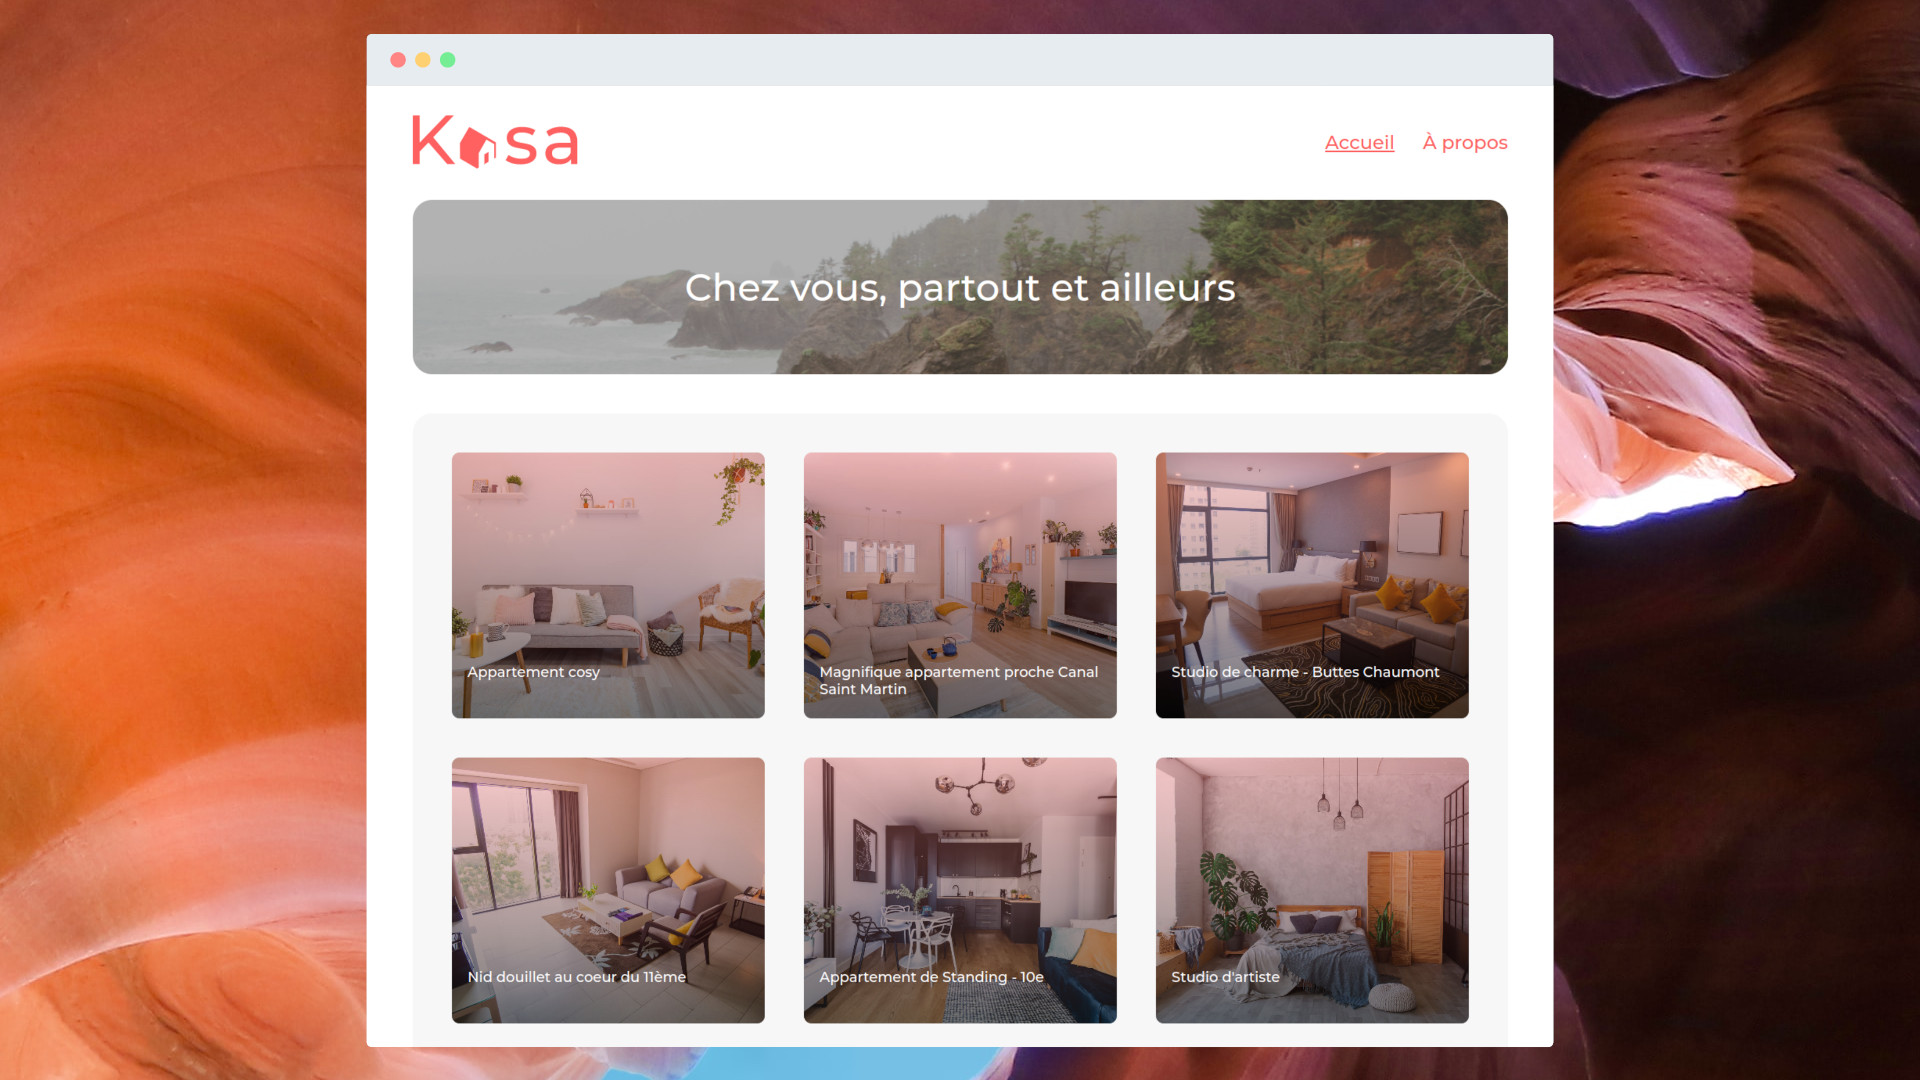 Kasa
Accueil À propos
Chez vous, partout et ailleurs
Appartement cosy
Magnifique appartement proche Canal
Saint Martin
Studio de charme - Buttes Chaumont
Nid douillet au coeur du 11ème
Appartement de Standing - 10e
Studio d'artiste